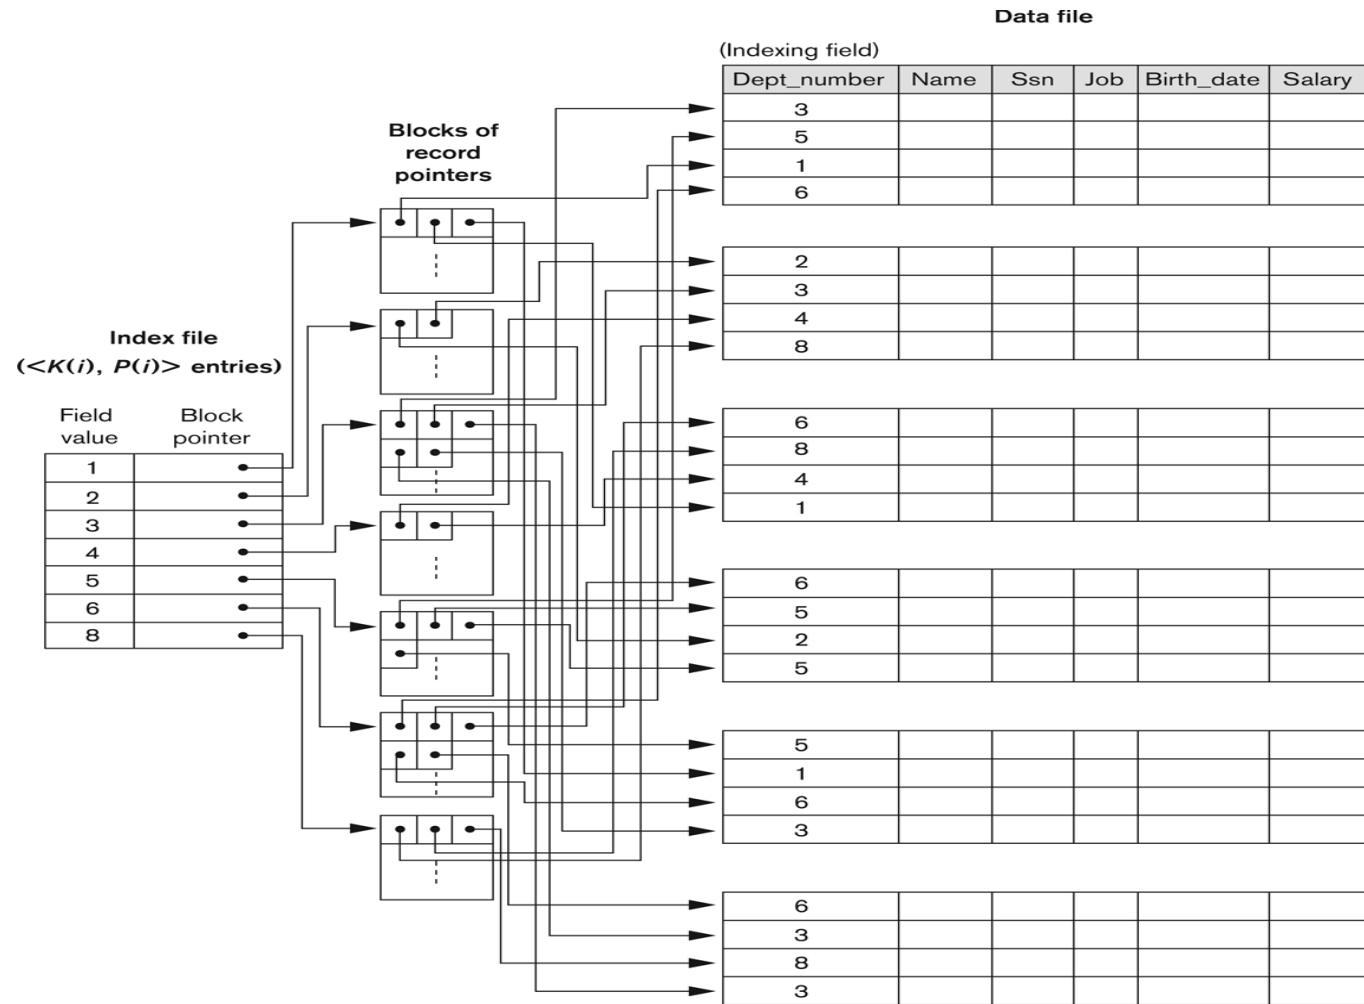 Data file
(Indexing field)
Dept_number Name Ssn Job Birth_date Salary
3
5
1
6
2
3
4
8
6
8
4
1
6
5
2
5
5
1
6
3
6
3
8
3
Blocks of
record
pointers
Index file
(<K(i), P(i)> entries)
Field
value
Block
pointer
1
2
3
4
5
6
8